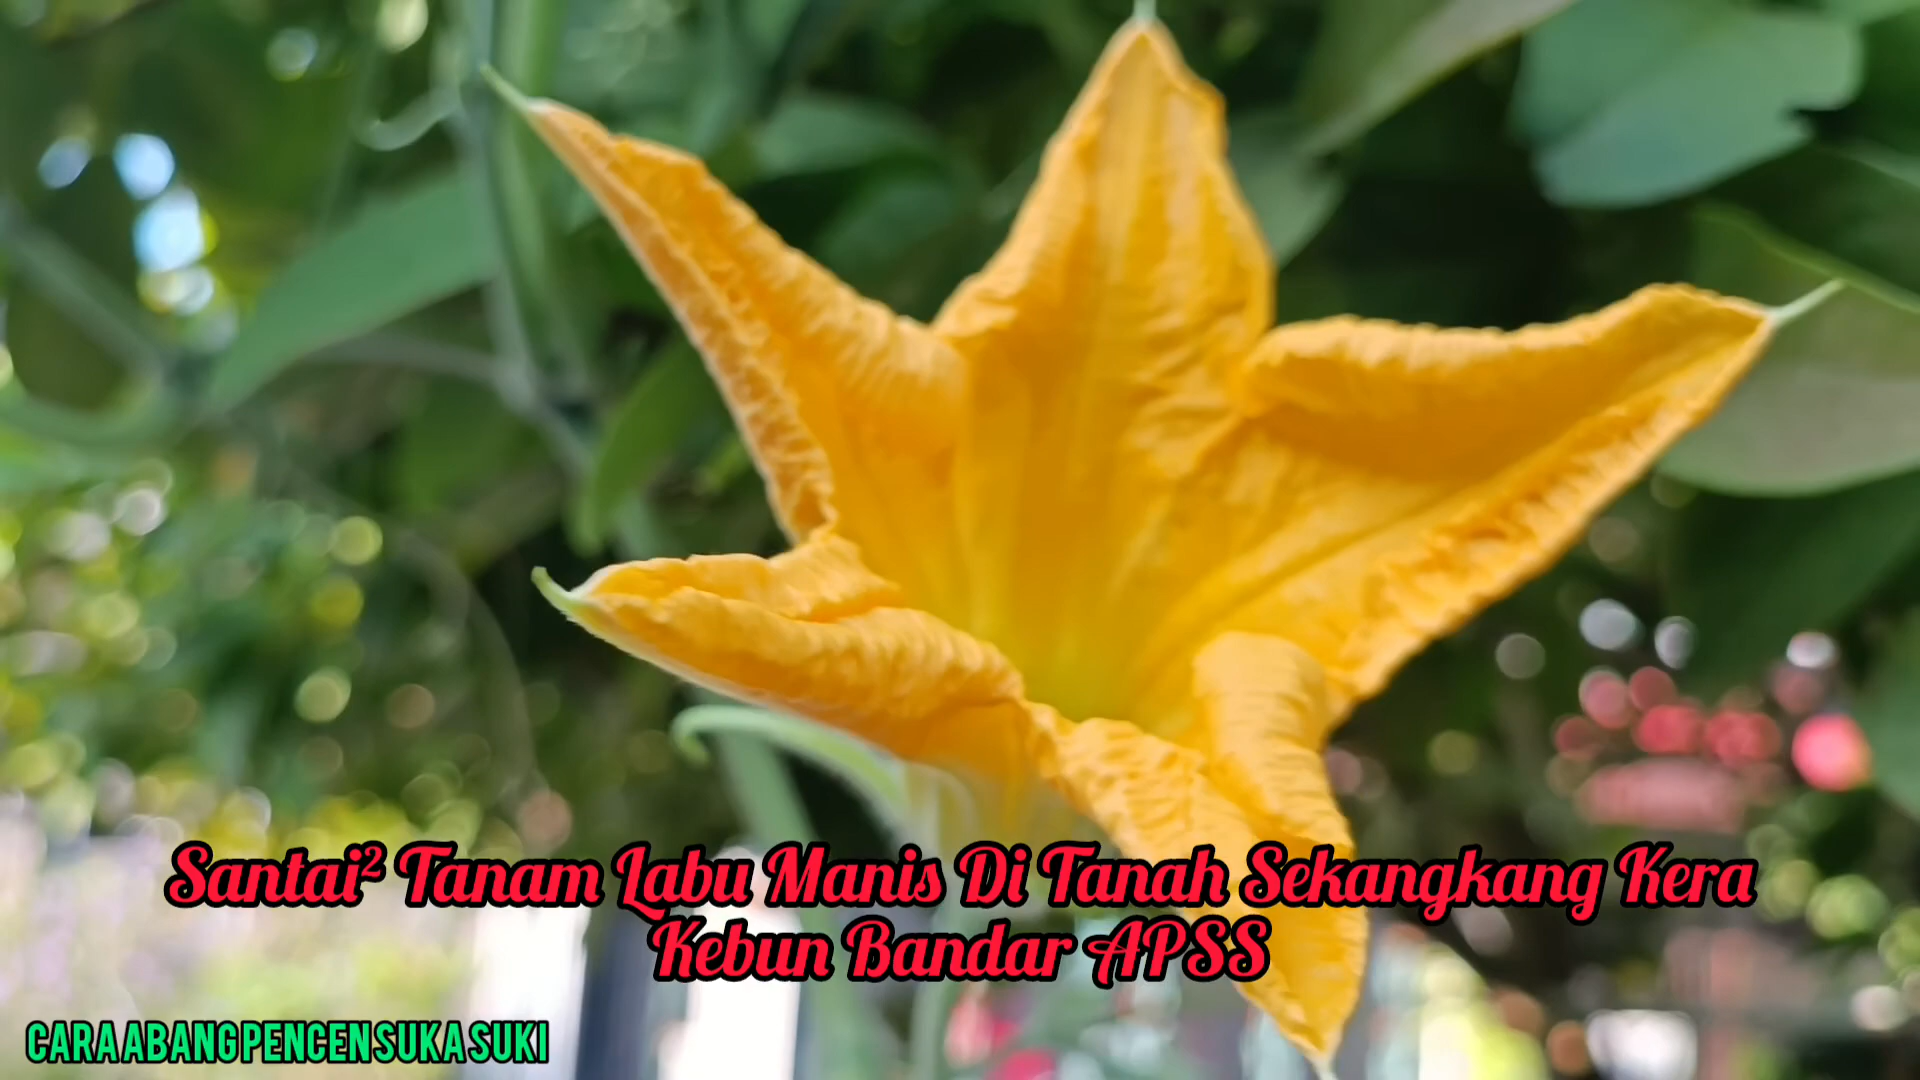 Santai² Tanam Labu Manis Di Tanah Sekangkang Kera
Kebun Bandar APSS
CARA ABANG PENCEN SUKA SUKI